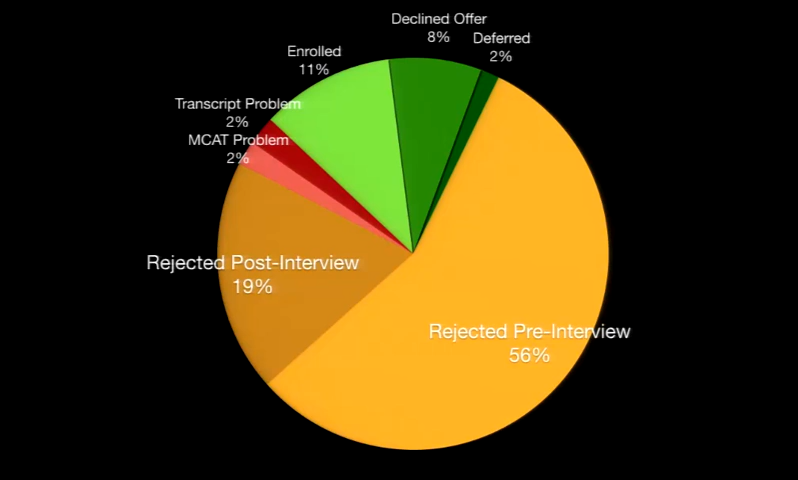 Declined Offer
8%
Deferred
2%
Enrolled
11%
Transcript Problem
2%
MCAT Problem
2%
Rejected Post-Interview
19%
Rejected Pre-Interview
56%